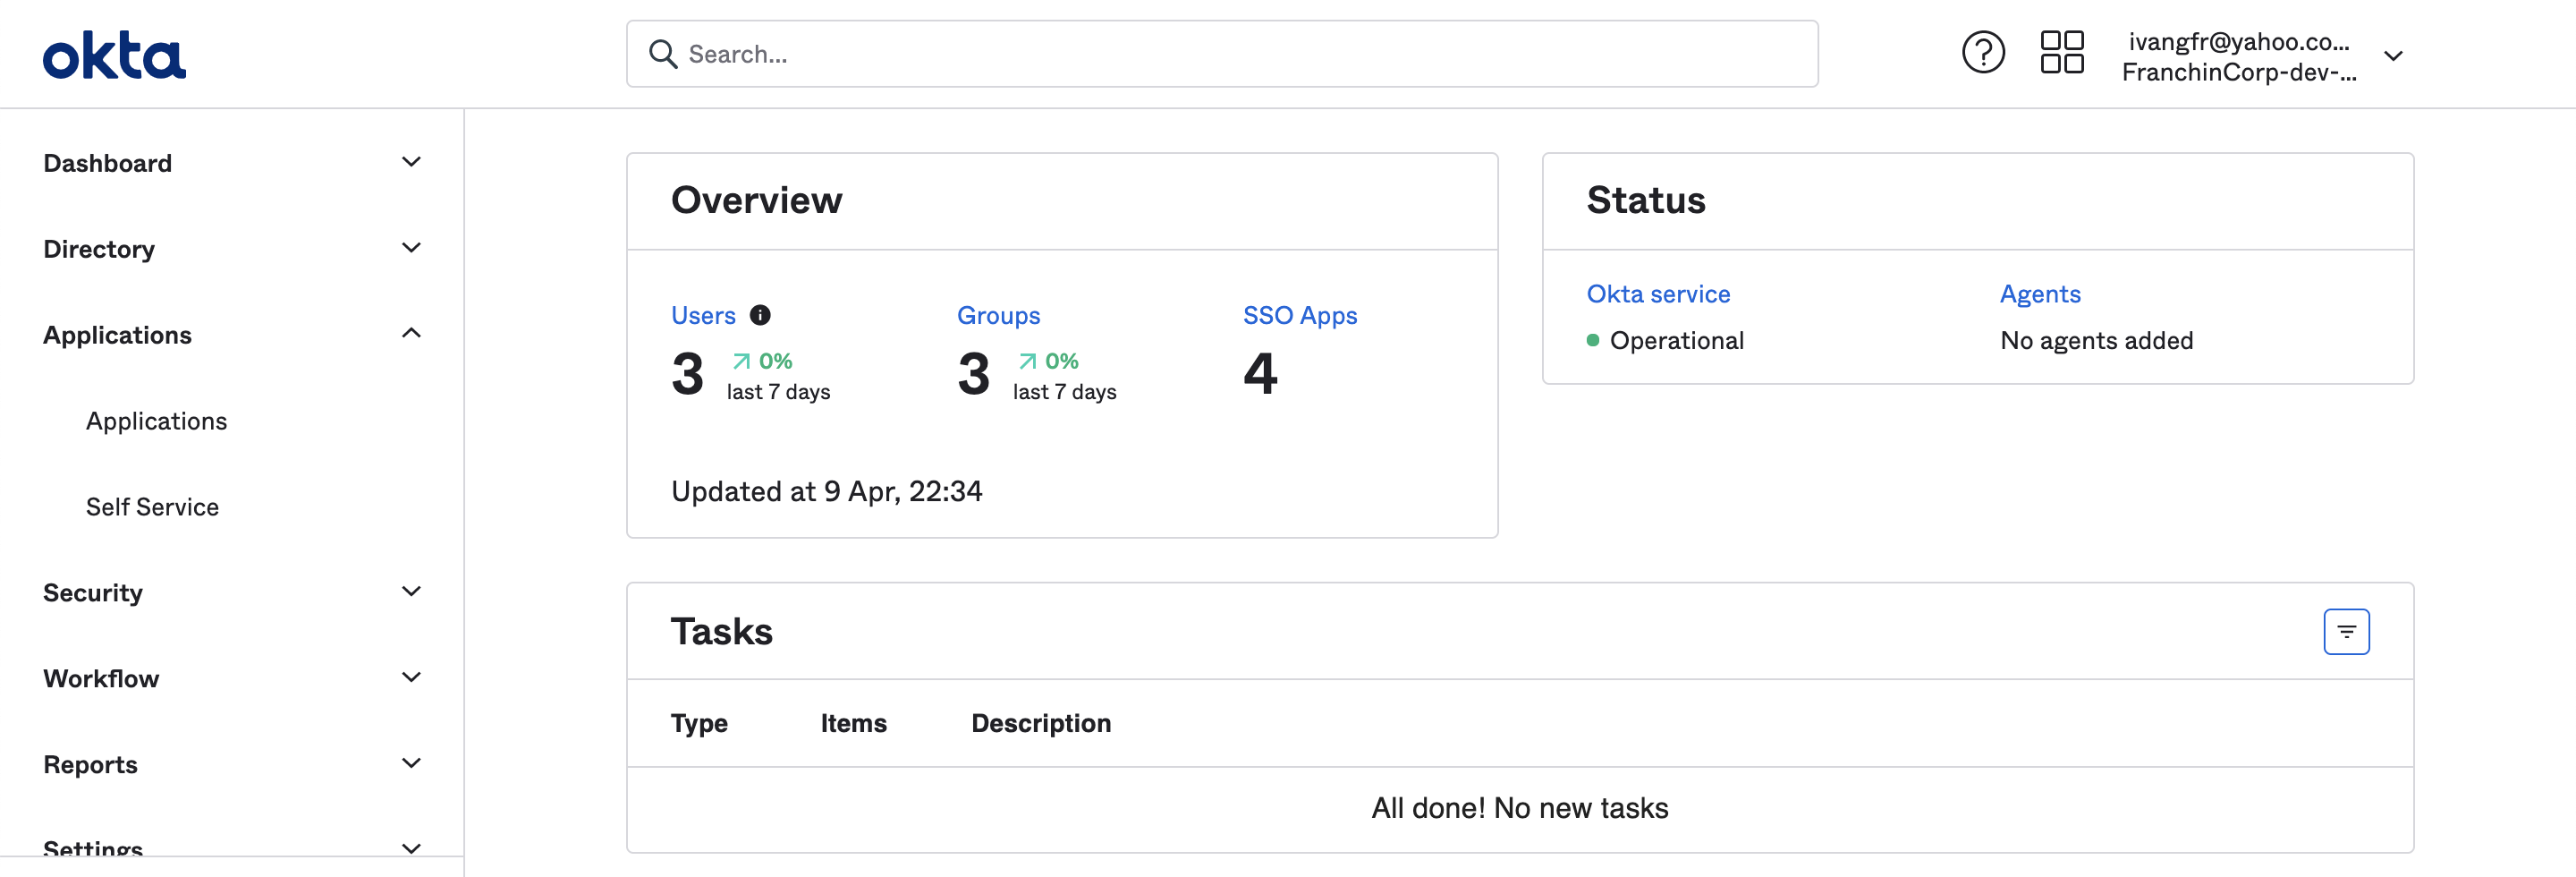 okta
Search...
ivangfr@yahoo.co...
FranchinCorp-dev-...
Dashboard
Directory
Applications
Applications
Self Service
Security
Workflow
Reports
Settings
Overview
Users
Groups
SSO Apps
3 0% last 7 days
3 0% last 7 days
4
Updated at 9 Apr, 22:34
Status
Okta service
Agents
Operational
No agents added
Tasks
Type Items Description
All done! No new tasks